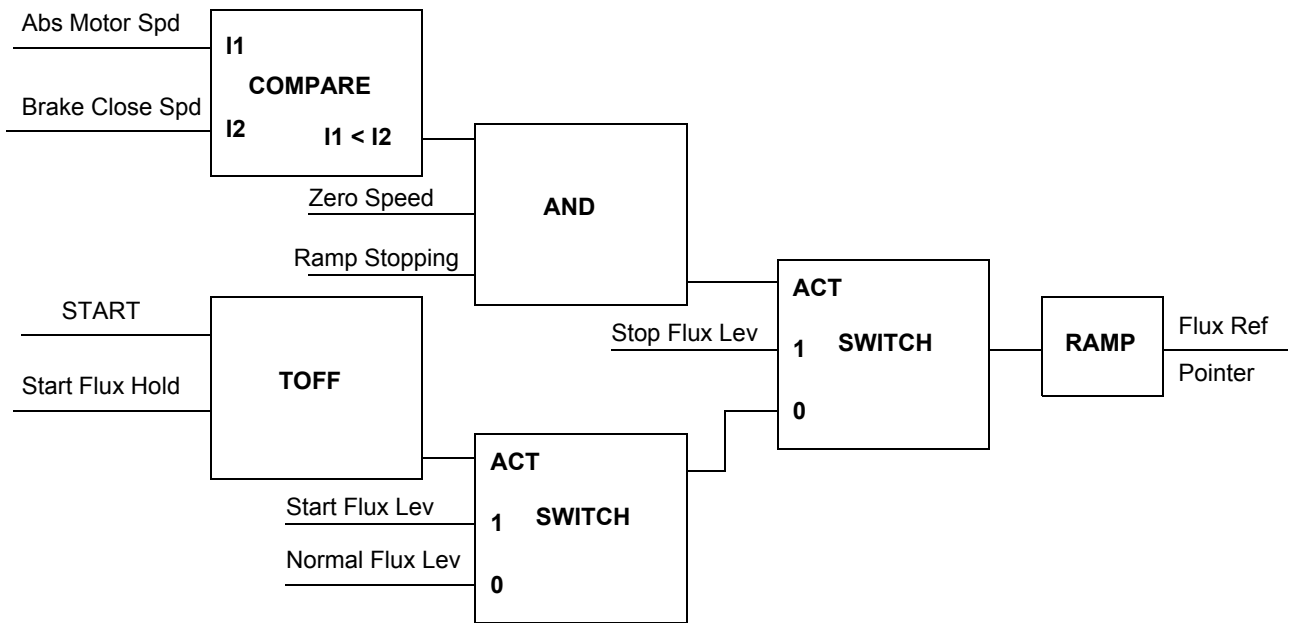 Abs Motor Spd
I1
COMPARE
Brake Close Spd
I2
I1 < I2
Zero Speed
AND
Ramp Stopping
START
TOFF
Start Flux Hold
ACT
Stop Flux Lev
1
SWITCH
0
RAMP
Flux Ref
Pointer
ACT
Start Flux Lev
1
SWITCH
Normal Flux Lev
0